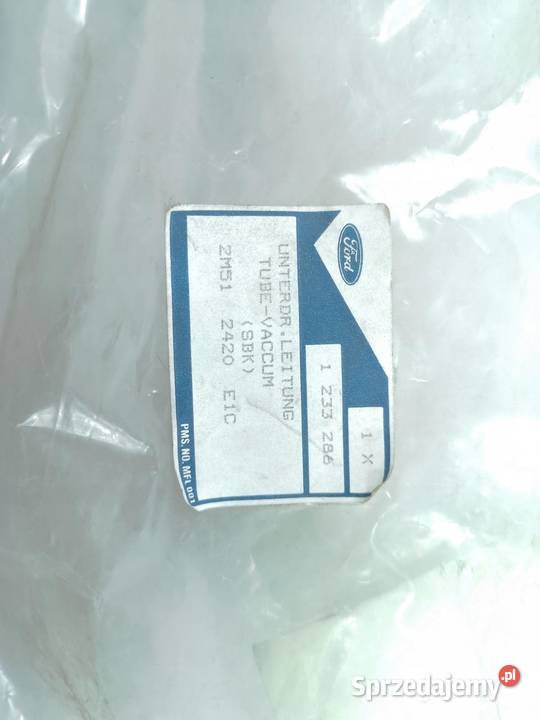 Ford
1 X
1 233 286
UNTERDR.LEITUNG
TUBE-VACCUM
(SBK)
2M51 2420 E1C
PMS. NO. MFL 001
Sprzedajemy.pl